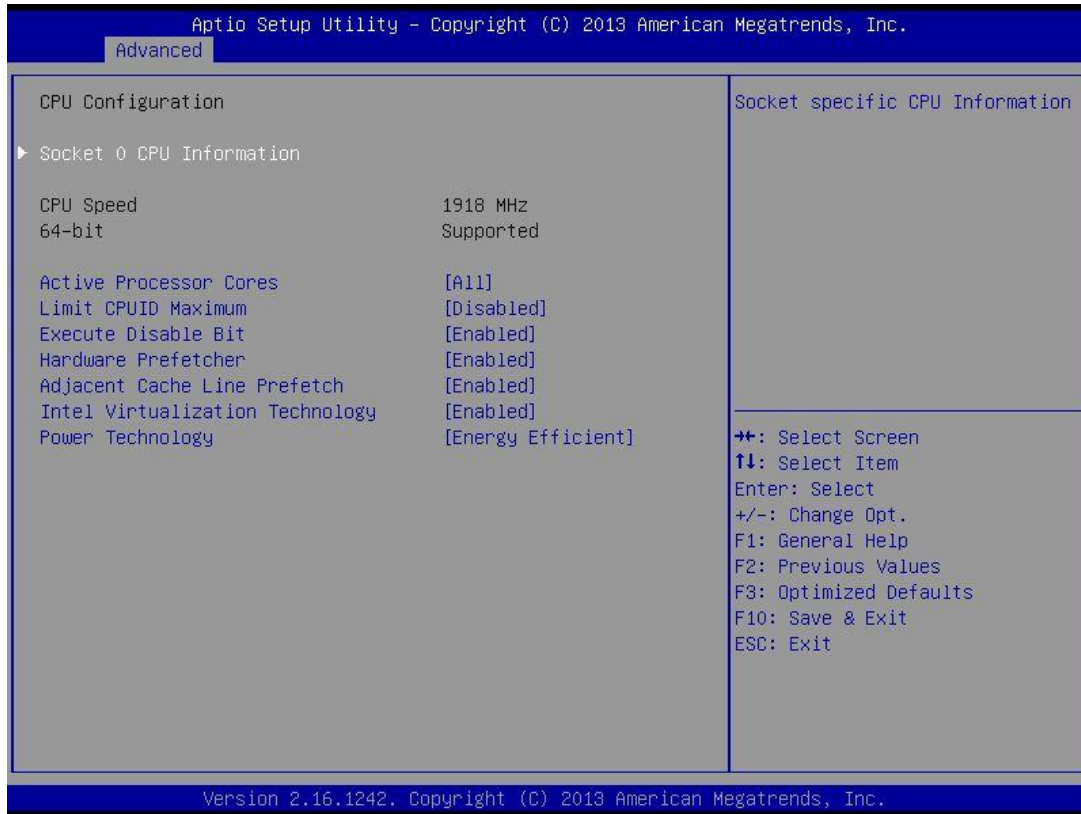 Aptio Setup Utility – Copyright (C) 2013 American Megatrends, Inc.
Advanced
CPU Configuration
Socket 0 CPU Information
CPU Speed 1918 MHz
64-bit Supported
Active Processor Cores [All]
Limit CPUID Maximum [Disabled]
Execute Disable Bit [Enabled]
Hardware Prefetcher [Enabled]
Adjacent Cache Line Prefetch [Enabled]
Intel Virtualization Technology [Enabled]
Power Technology [Energy Efficient]
Socket specific CPU Information
→←: Select Screen
↑↓: Select Item
Enter: Select
+/-: Change Opt.
F1: General Help
F2: Previous Values
F3: Optimized Defaults
F10: Save & Exit
ESC: Exit
Version 2.16.1242. Copyright (C) 2013 American Megatrends, Inc.